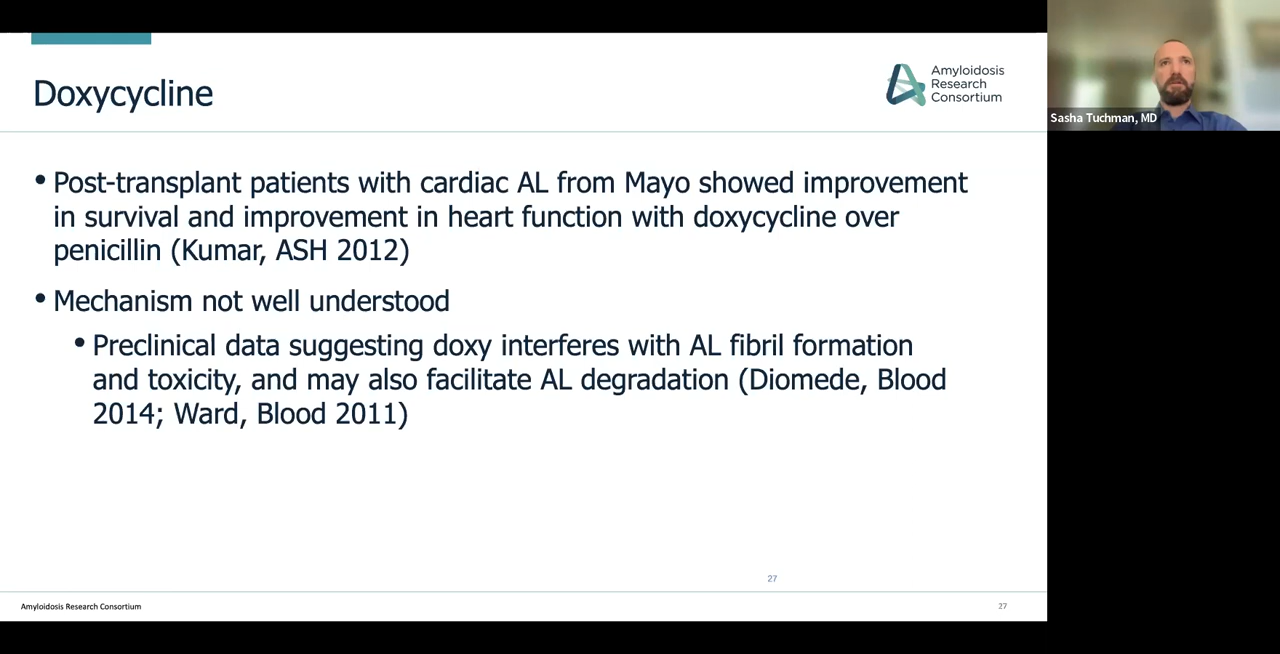 Doxycycline
Amyloidosis
Research
Consortium
Sasha Tuchman, MD
• Post-transplant patients with cardiac AL from Mayo showed improvement
in survival and improvement in heart function with doxycycline over
penicillin (Kumar, ASH 2012)
• Mechanism not well understood
• Preclinical data suggesting doxy interferes with AL fibril formation
and toxicity, and may also facilitate AL degradation (Diomede, Blood
2014; Ward, Blood 2011)
27
Amyloidosis Research Consortium
27